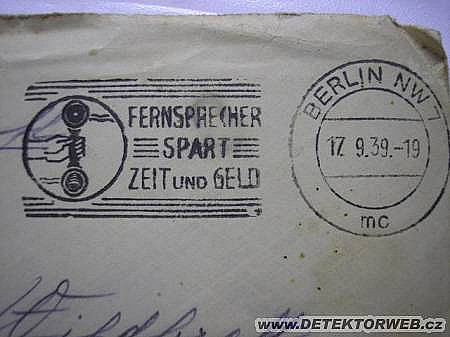 FERNSPRECHER
SPART
ZEIT UND GELD
BERLIN NW 7
17. 9.39.-19
mc
www.DETEKTORWEB.cz